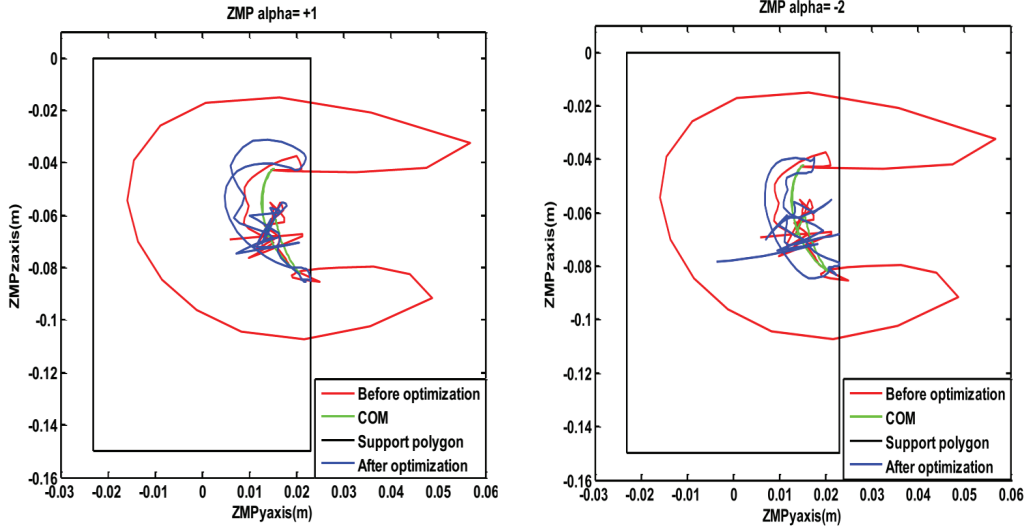 ZMP alpha= +1
0
-0.02
-0.04
-0.06
-0.08
-0.1
-0.12
-0.14
-0.16
ZMPzaxis(m)
-0.03 -0.02 -0.01 0 0.01 0.02 0.03 0.04 0.05 0.06
ZMPyaxis(m)
Before optimization
COM
Support polygon
After optimization
ZMP alpha= -2
0
-0.02
-0.04
-0.06
-0.08
-0.1
-0.12
-0.14
-0.16
ZMPzaxis(m)
-0.03 -0.02 -0.01 0 0.01 0.02 0.03 0.04 0.05 0.06
ZMPyaxis(m)
Before optimization
COM
Support polygon
After optimization